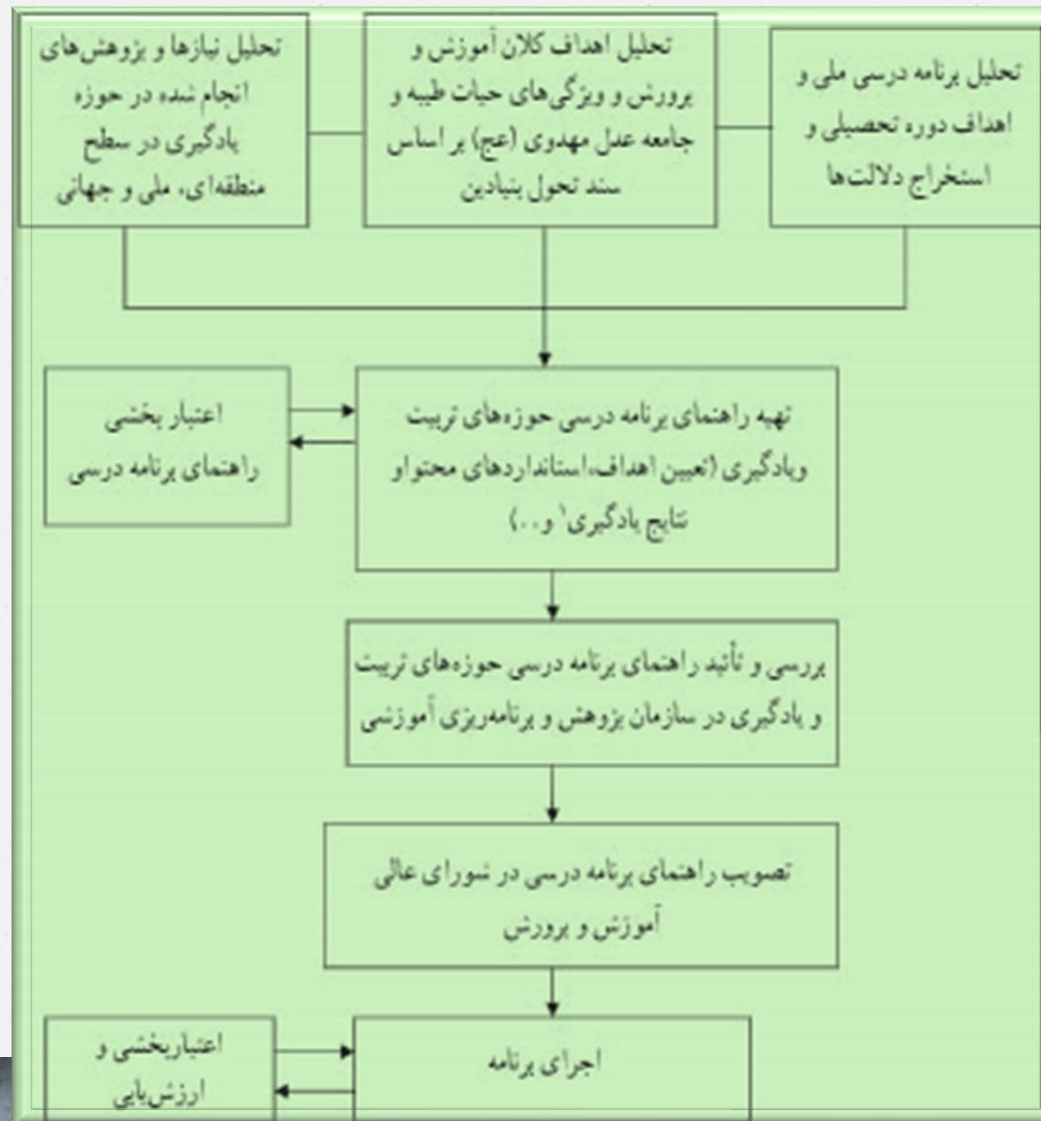 تحلیل برنامه درسی ملی و
اهداف دوره تحصیلی و
استخراج دلالت‌ها
تحلیل اهداف کلان آموزش و
پرورش و ویژگی‌های حیات طیبه و
جامعه عدل مهدوی (عج) بر اساس
سند تحول بنیادین
تحلیل نیازها و پژوهش‌های
انجام شده در حوزه
یادگیری در سطح
منطقه‌ای، ملی و جهانی
تهیه راهنمای برنامه درسی حوزه‌های تربیت
ویادگیری (تعیین اهداف،استانداردهای محتوا و
نتایج یادگیری۱ و..)
اعتبار بخشی
راهنمای برنامه درسی
بررسی و تأئید راهنمای برنامه درسی حوزه‌های تربیت
و یادگیری در سازمان پژوهش و برنامه‌ریزی آموزشی
تصویب راهنمای برنامه درسی در شورای عالی
آموزش و پرورش
اجرای برنامه
اعتباربخشی و
ارزش‌یابی